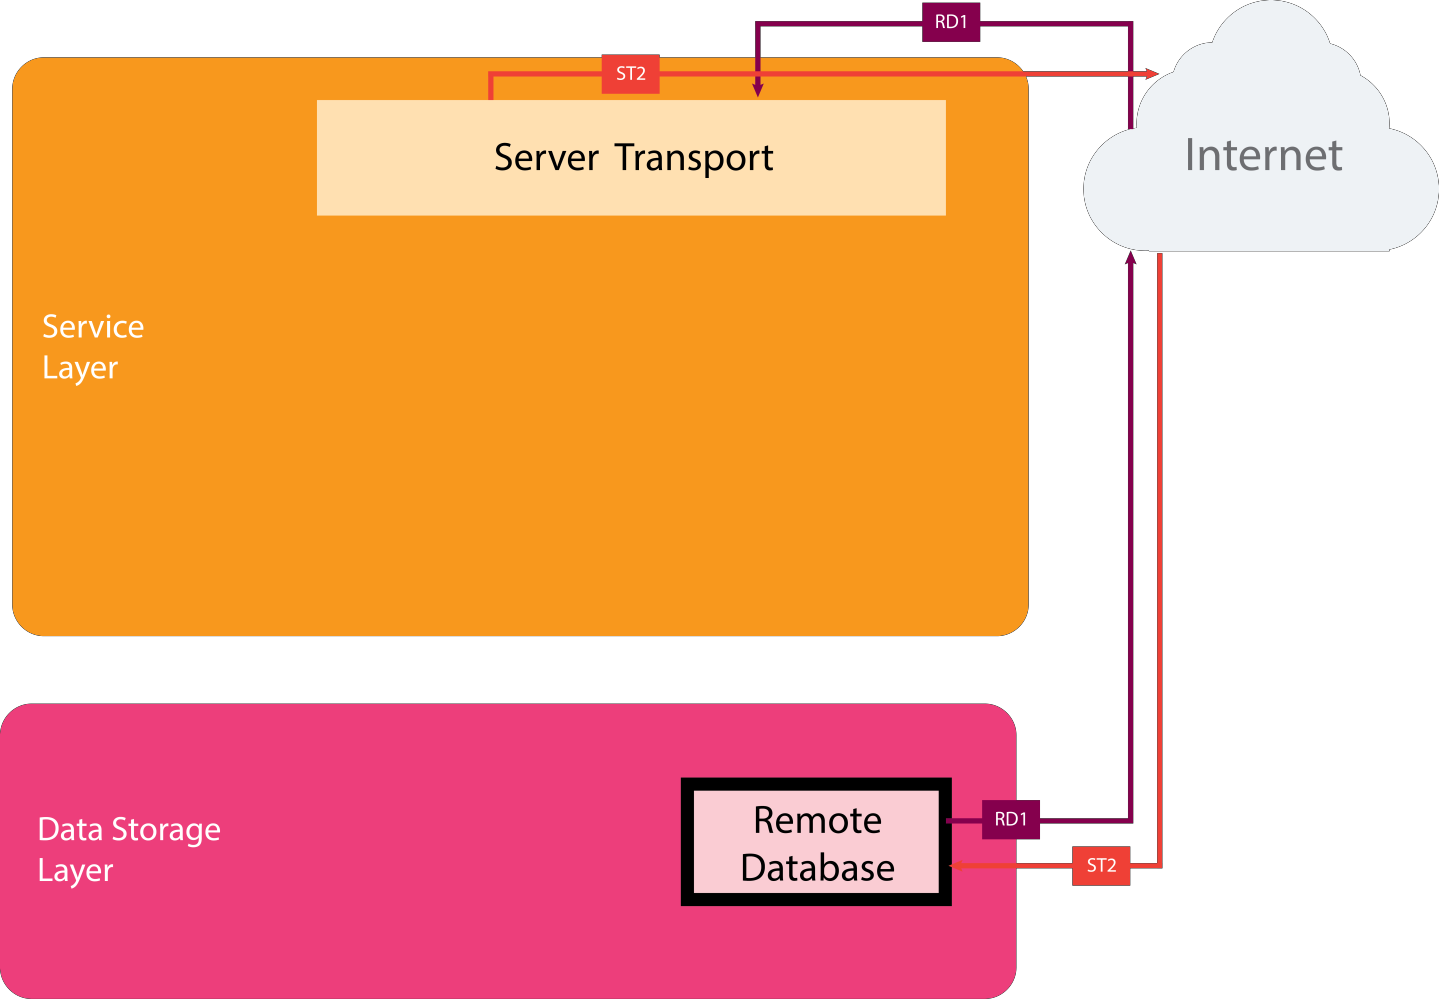 RD1
ST2
Server Transport
Internet
Service
Layer
Data Storage
Layer
Remote
Database
RD1
ST2